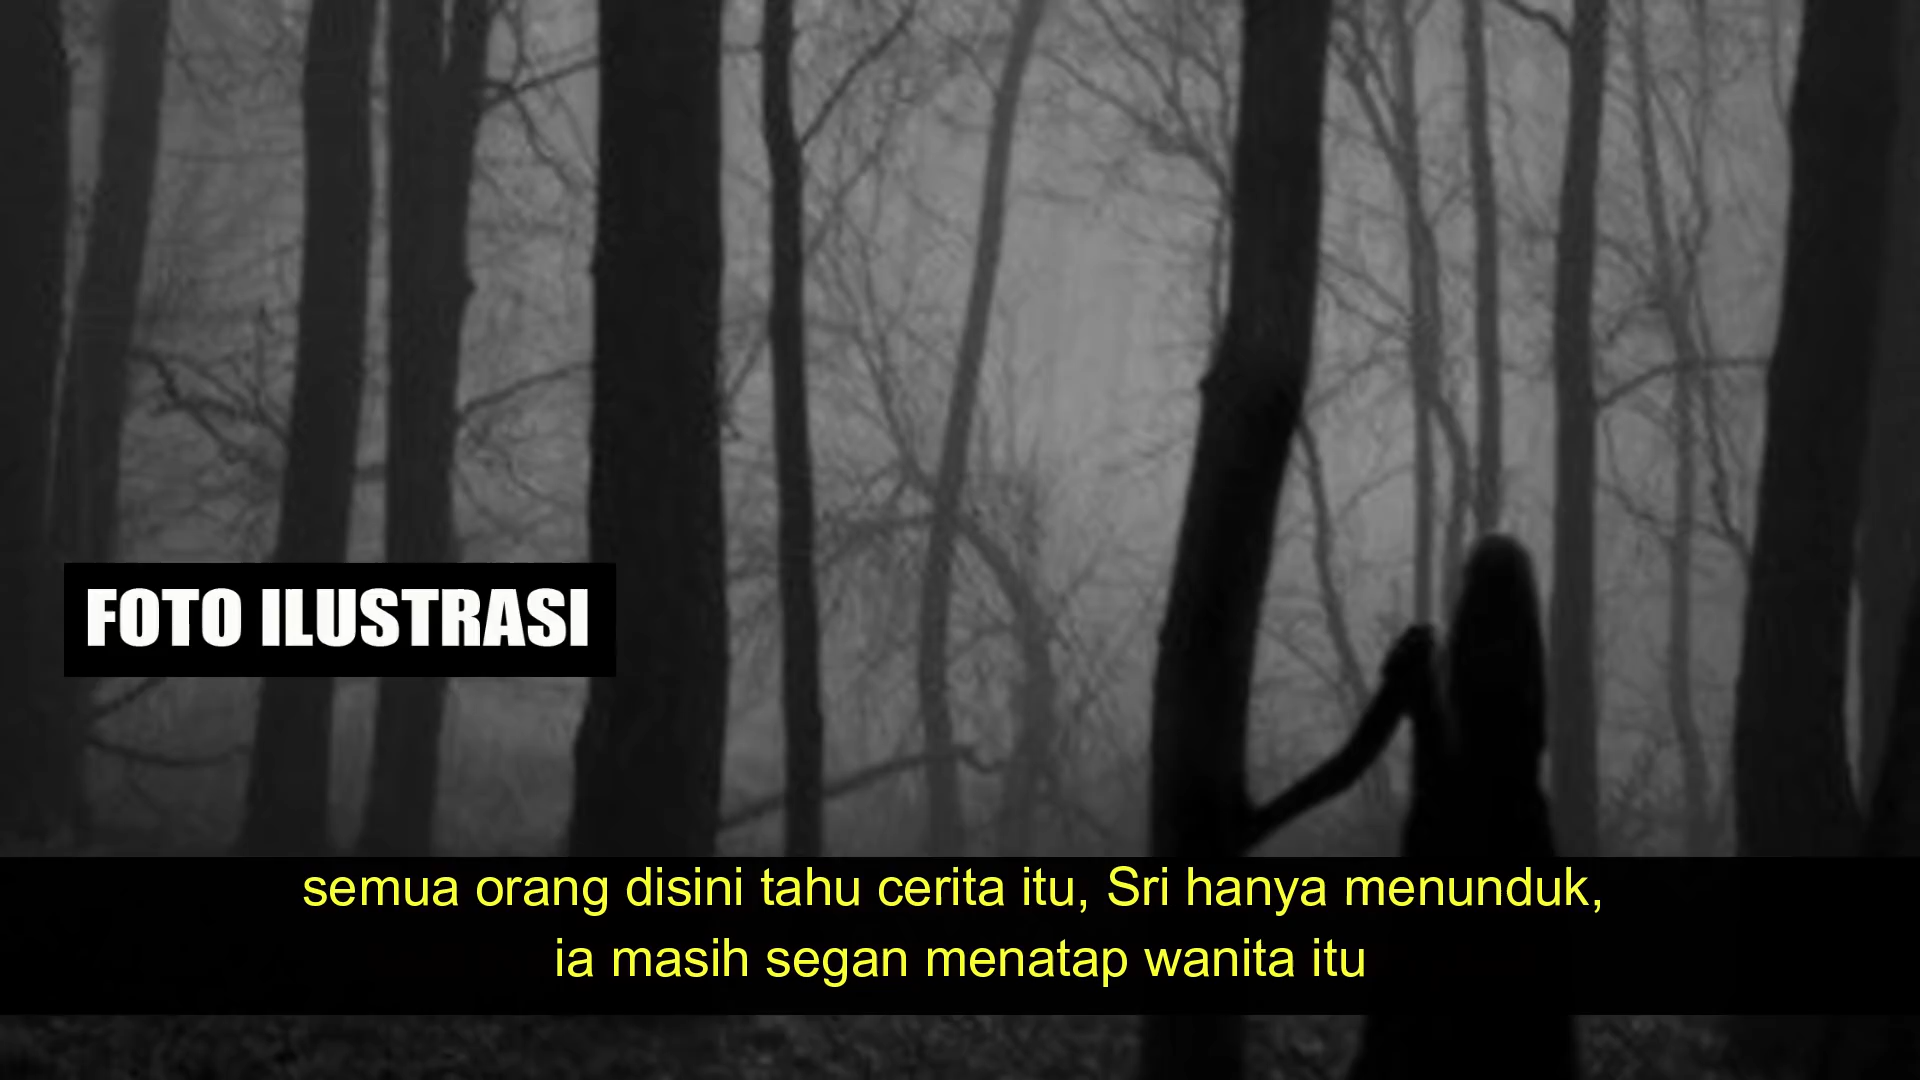 FOTO ILUSTRASI
semua orang disini tahu cerita itu, Sri hanya menunduk,
ia masih segan menatap wanita itu